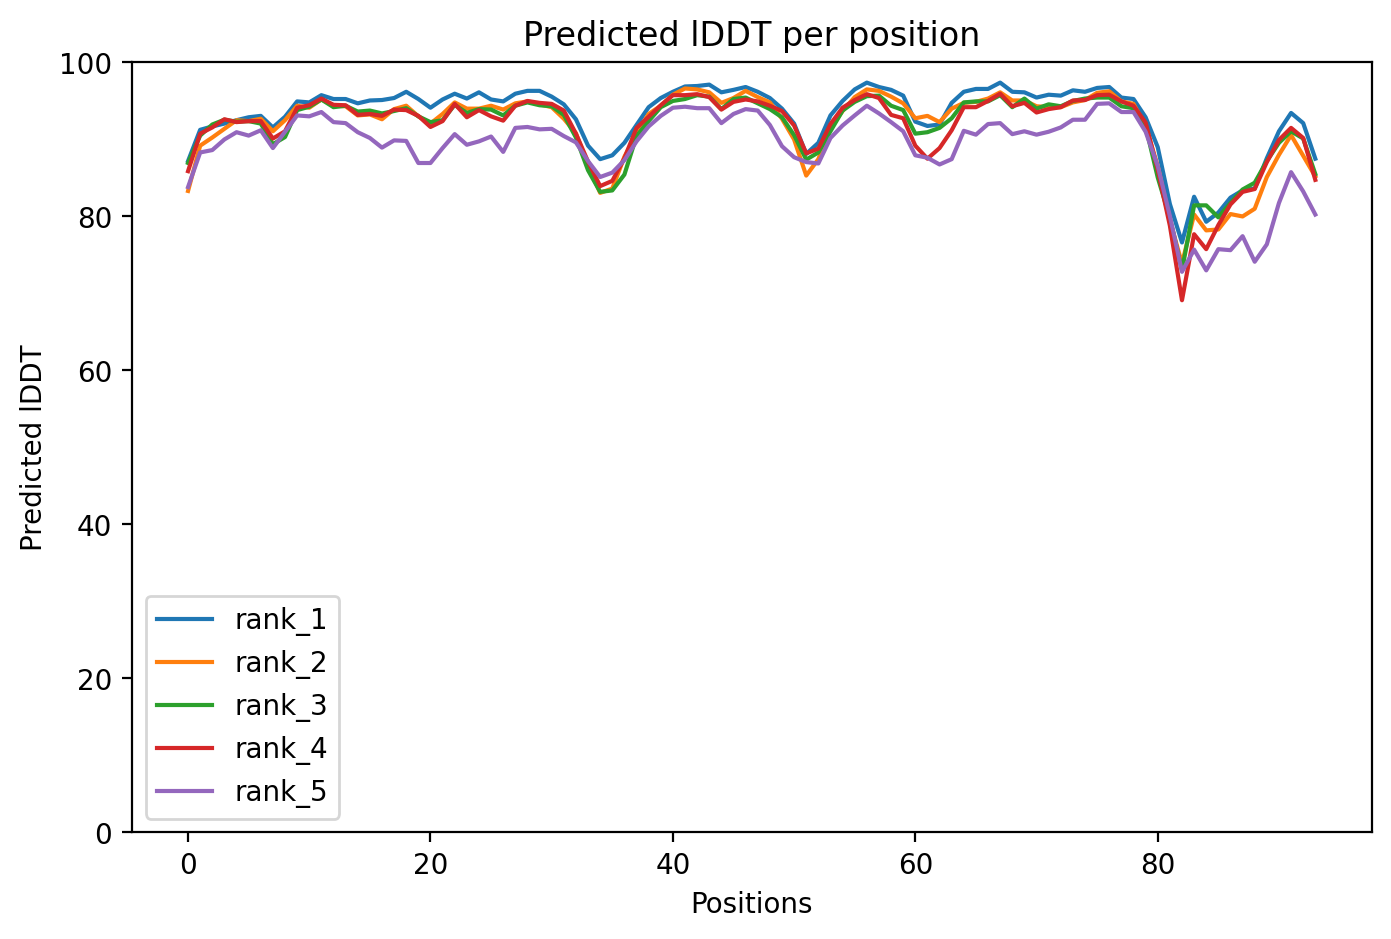 Predicted lDDT per position
100
80
60
40
20
0
Predicted lDDT
rank_1
rank_2
rank_3
rank_4
rank_5
0 20 40 60 80
Positions